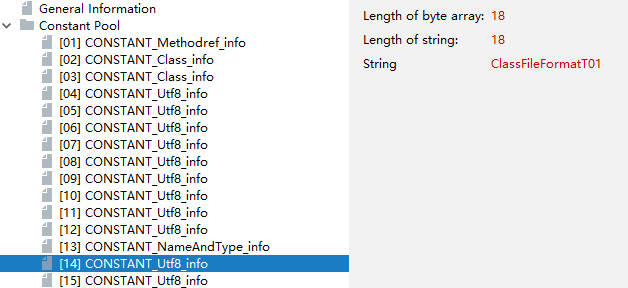 General Information
Constant Pool
[01] CONSTANT_Methodref_info
[02] CONSTANT_Class_info
[03] CONSTANT_Class_info
[04] CONSTANT_Utf8_info
[05] CONSTANT_Utf8_info
[06] CONSTANT_Utf8_info
[07] CONSTANT_Utf8_info
[08] CONSTANT_Utf8_info
[09] CONSTANT_Utf8_info
[10] CONSTANT_Utf8_info
[11] CONSTANT_Utf8_info
[12] CONSTANT_Utf8_info
[13] CONSTANT_NameAndType_info
[14] CONSTANT_Utf8_info
[15] CONSTANT_Utf8_info
Length of byte array: 18
Length of string: 18
String ClassFileFormatT01